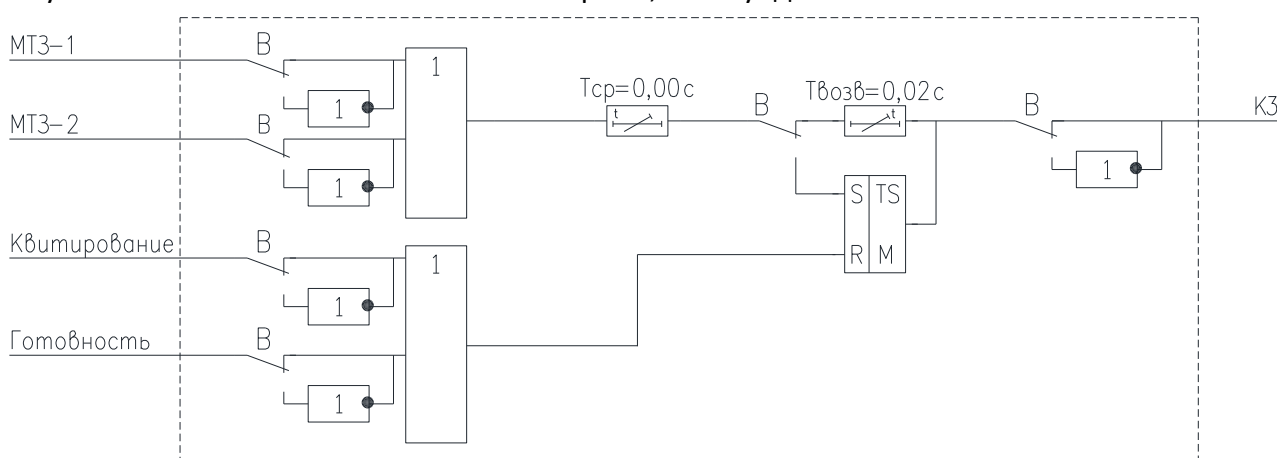 МТЗ-1
В
1
1
МТЗ-2
В
1
Тср=0,00с
t
В
Твозв=0,02с
t
В
КЗ
1
S
TS
R
M
Квитирование
В
1
1
Готовность
В
1